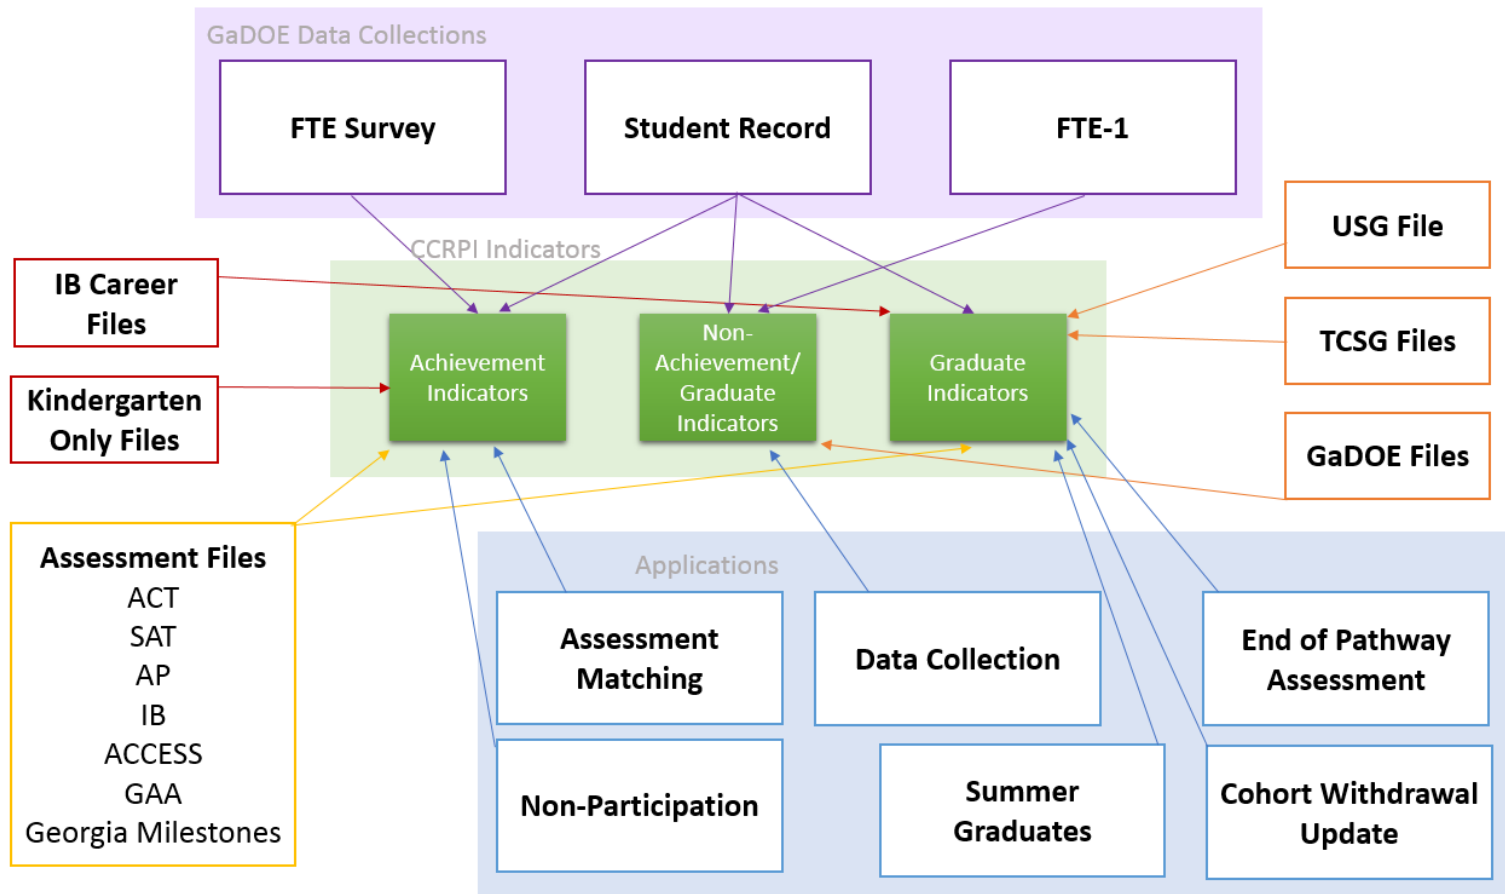 GaDOE Data Collections
FTE Survey
Student Record
FTE-1
CCRPI Indicators
IB Career
Files
Kindergarten
Only Files
Achievement
Indicators
Non-
Achievement/
Graduate
Indicators
Graduate
Indicators
USG File
TCSG Files
GaDOE Files
Assessment Files
ACT
SAT
AP
IB
ACCESS
GAA
Georgia Milestones
Applications
Assessment
Matching
Data Collection
End of Pathway
Assessment
Non-Participation
Summer
Graduates
Cohort Withdrawal
Update